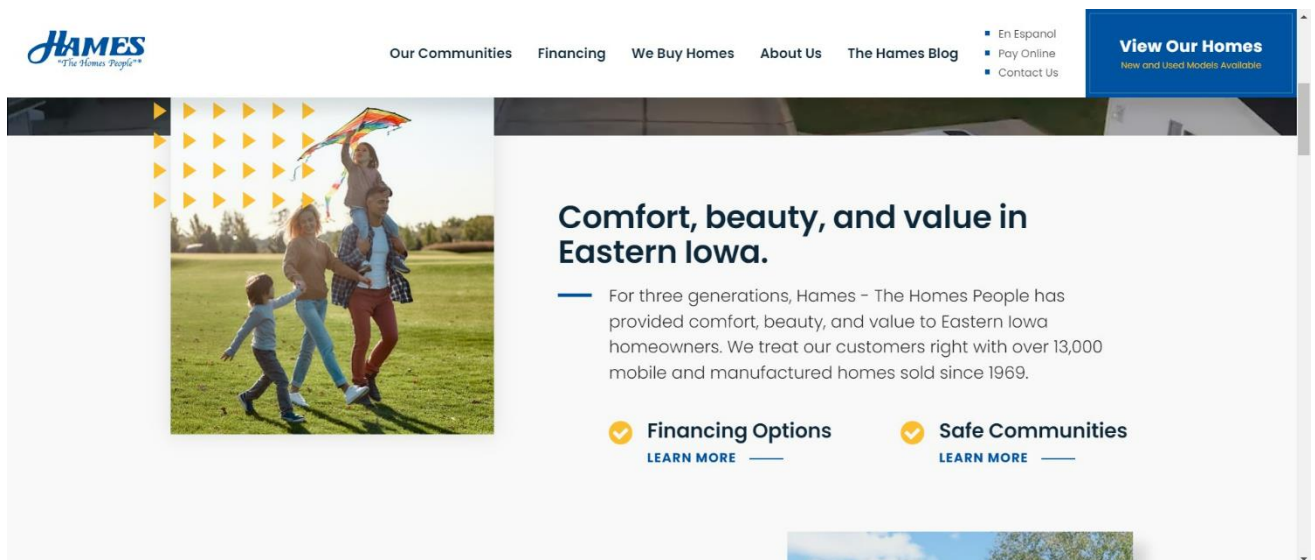 HAMES
"The Homes People"®
Our Communities
Financing
We Buy Homes
About Us
The Hames Blog
En Espanol
Pay Online
Contact Us
View Our Homes
New and Used Models Available
Comfort, beauty, and value in
Eastern Iowa.
For three generations, Hames - The Homes People has
provided comfort, beauty, and value to Eastern Iowa
homeowners. We treat our customers right with over 13,000
mobile and manufactured homes sold since 1969.
Financing Options
LEARN MORE
Safe Communities
LEARN MORE